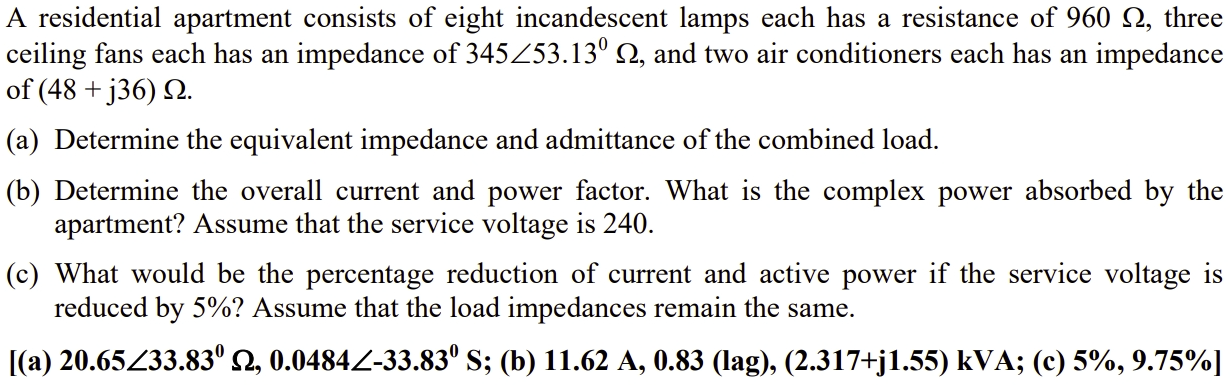 A residential apartment consists of eight incandescent lamps each has a resistance of 960 Ω, three
ceiling fans each has an impedance of 345∠53.13⁰ Ω, and two air conditioners each has an impedance
of (48 + j36) Ω.
(a) Determine the equivalent impedance and admittance of the combined load.
(b) Determine the overall current and power factor. What is the complex power absorbed by the
apartment? Assume that the service voltage is 240.
(c) What would be the percentage reduction of current and active power if the service voltage is
reduced by 5%? Assume that the load impedances remain the same.
[(a) 20.65∠33.83⁰ Ω, 0.0484∠-33.83⁰ S; (b) 11.62 A, 0.83 (lag), (2.317+j1.55) kVA; (c) 5%, 9.75%]